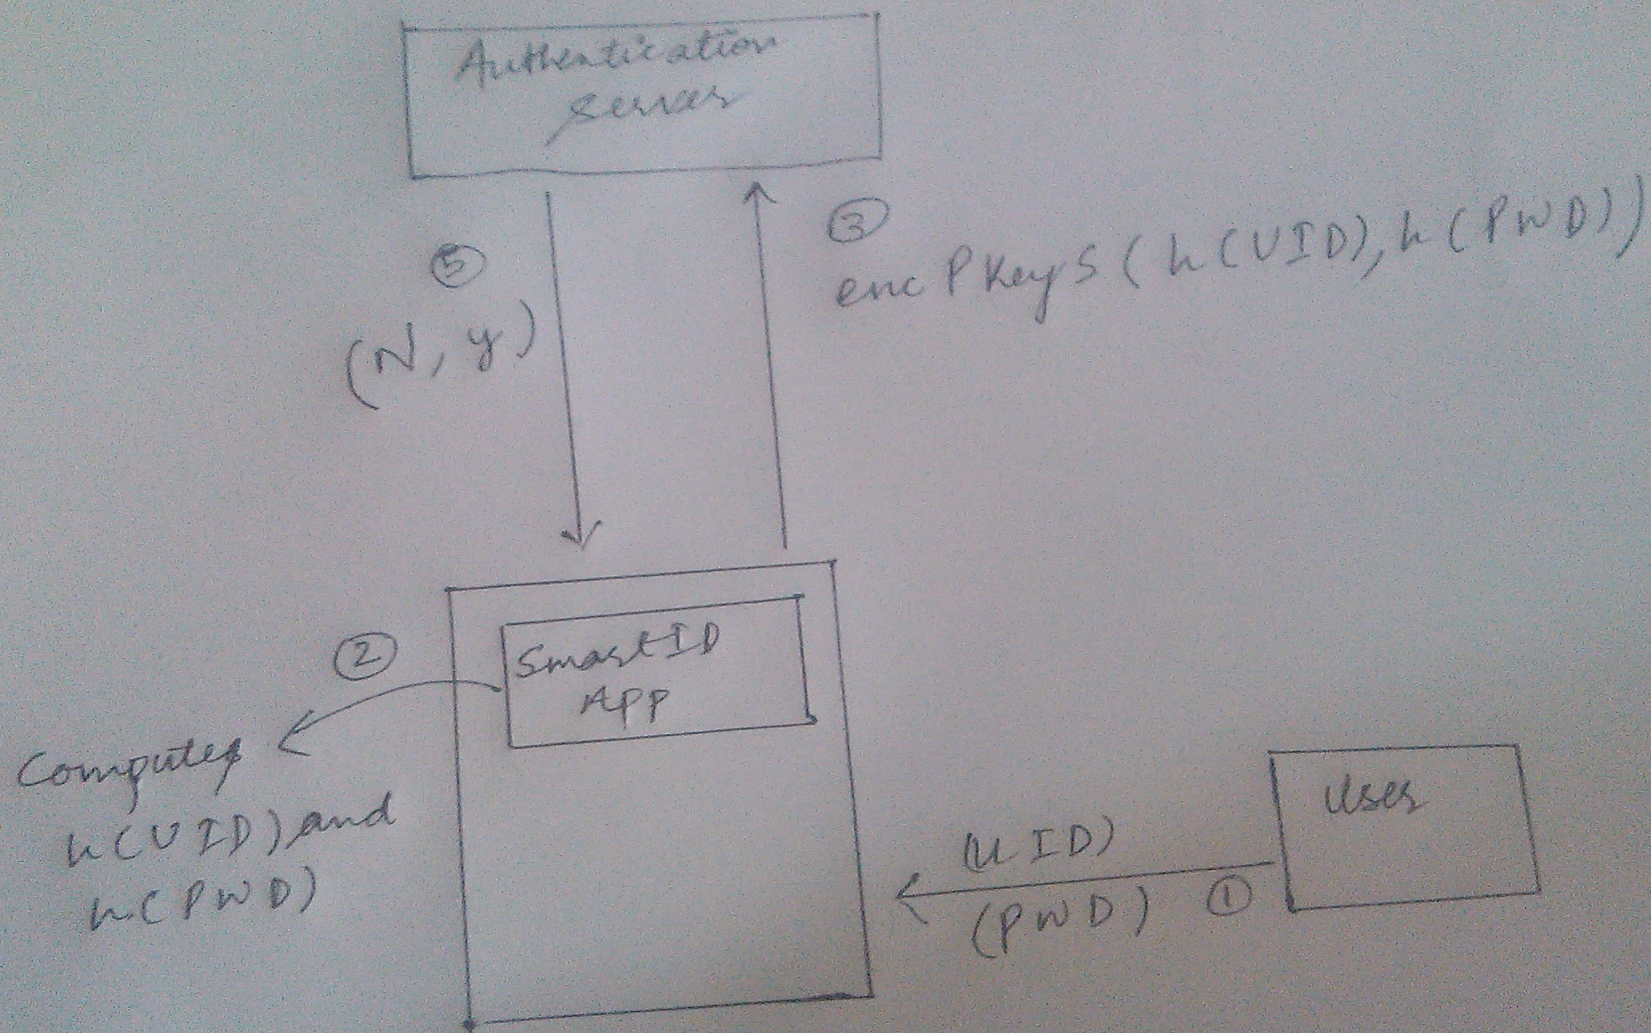 Authentication
Server
5
(N, y)
3
enc PKeyS (h(UID), h(PWD))
2
SmartID
APP
Computes
h(UID) and
h(PWD)
User
(UID)
(PWD) 1